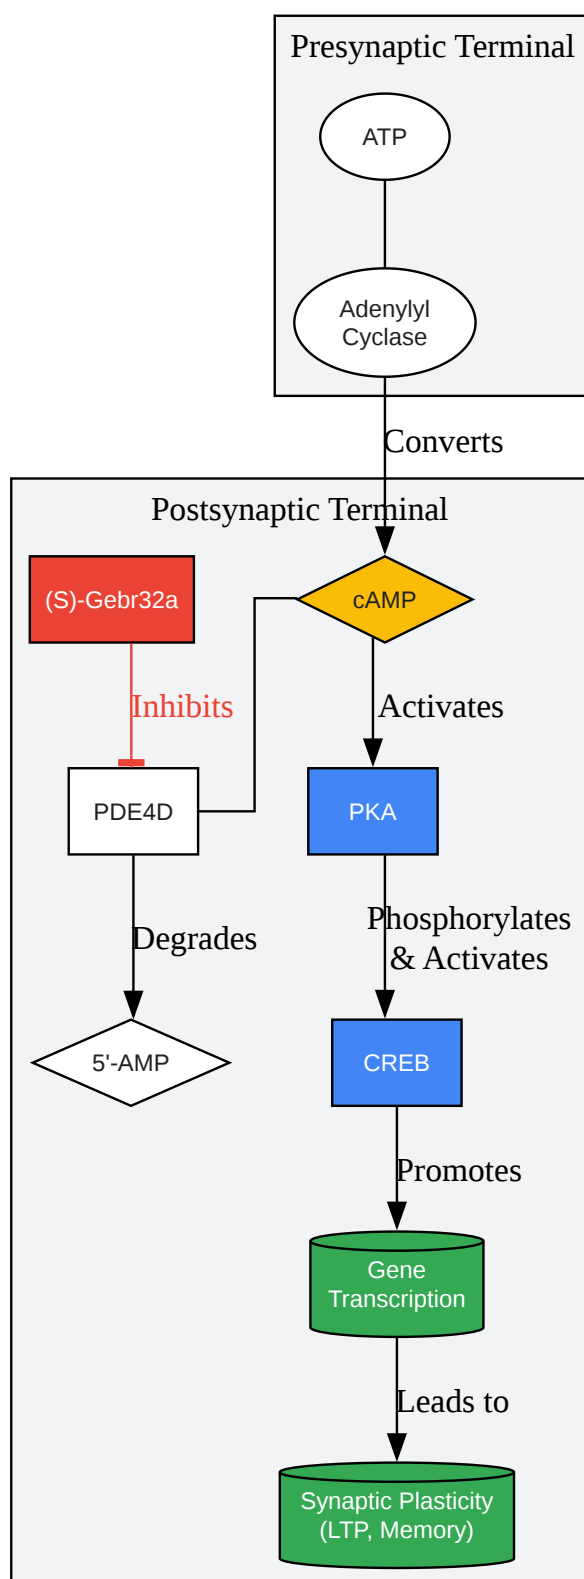 Presynaptic Terminal
ATP
Adenylyl
Cyclase
Converts
Postsynaptic Terminal
(S)-Gebr32a
cAMP
Inhibits
Activates
PDE4D
PKA
Degrades
Phosphorylates
& Activates
5'-AMP
CREB
Promotes
Gene
Transcription
Leads to
Synaptic Plasticity
(LTP, Memory)